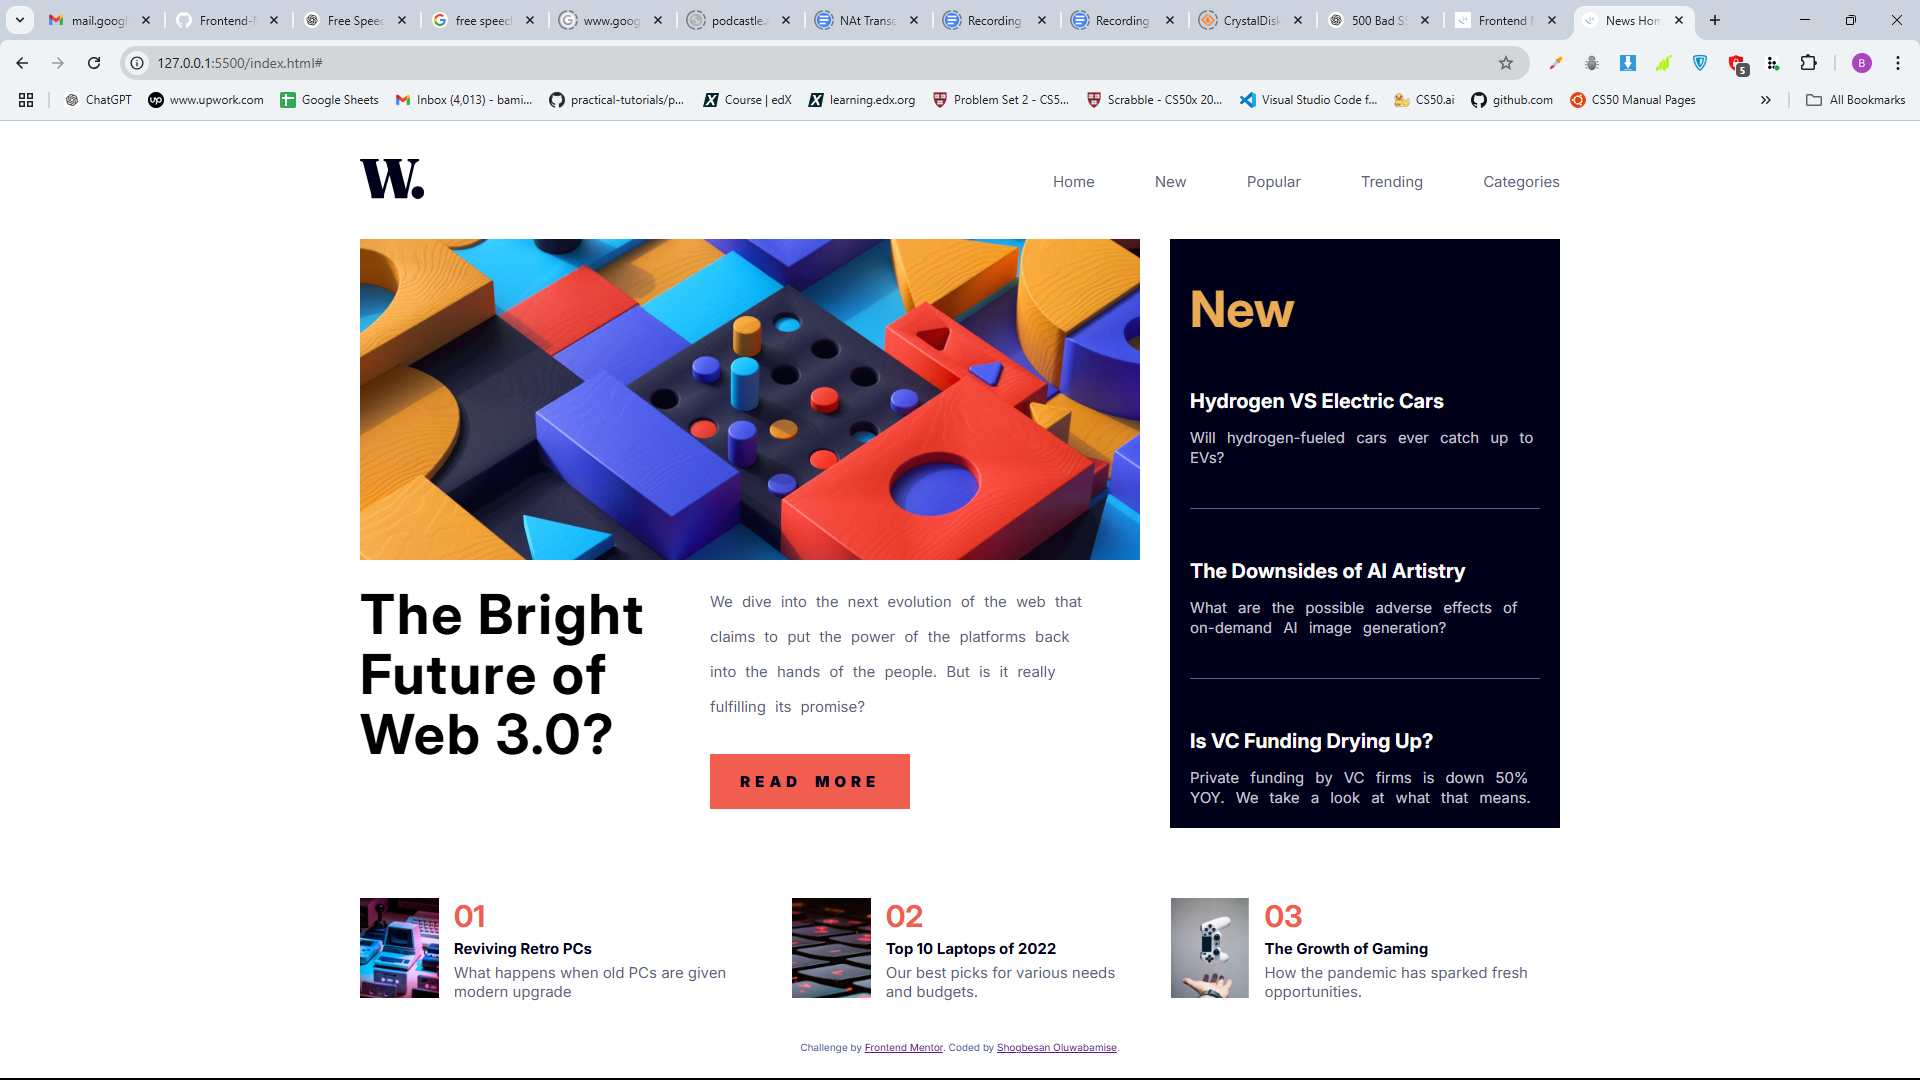 mail.googl
Frontend-
Free Speec
free speech
www.goog
podcastle.
NAt Transc
Recording
Recording
CrystalDisk
500 Bad S
Frontend
News Hom
127.0.0.1:5500/index.html#
5
B
ChatGPT
www.upwork.com
Google Sheets
Inbox (4,013) - bami...
practical-tutorials/p...
Course | edX
learning.edx.org
Problem Set 2 - CS5...
Scrabble - CS50x 20...
Visual Studio Code f...
CS50.ai
github.com
CS50 Manual Pages
All Bookmarks
W.
Home
New
Popular
Trending
Categories
New
Hydrogen VS Electric Cars
Will hydrogen-fueled cars ever catch up to
EVs?
The Downsides of AI Artistry
What are the possible adverse effects of
on-demand AI image generation?
Is VC Funding Drying Up?
Private funding by VC firms is down 50%
YOY. We take a look at what that means.
The Bright
Future of
Web 3.0?
We dive into the next evolution of the web that
claims to put the power of the platforms back
into the hands of the people. But is it really
fulfilling its promise?
READ MORE
01
Reviving Retro PCs
What happens when old PCs are given
modern upgrade
02
Top 10 Laptops of 2022
Our best picks for various needs
and budgets.
03
The Growth of Gaming
How the pandemic has sparked fresh
opportunities.
Challenge by Frontend Mentor. Coded by Shogbesan Oluwabamise.